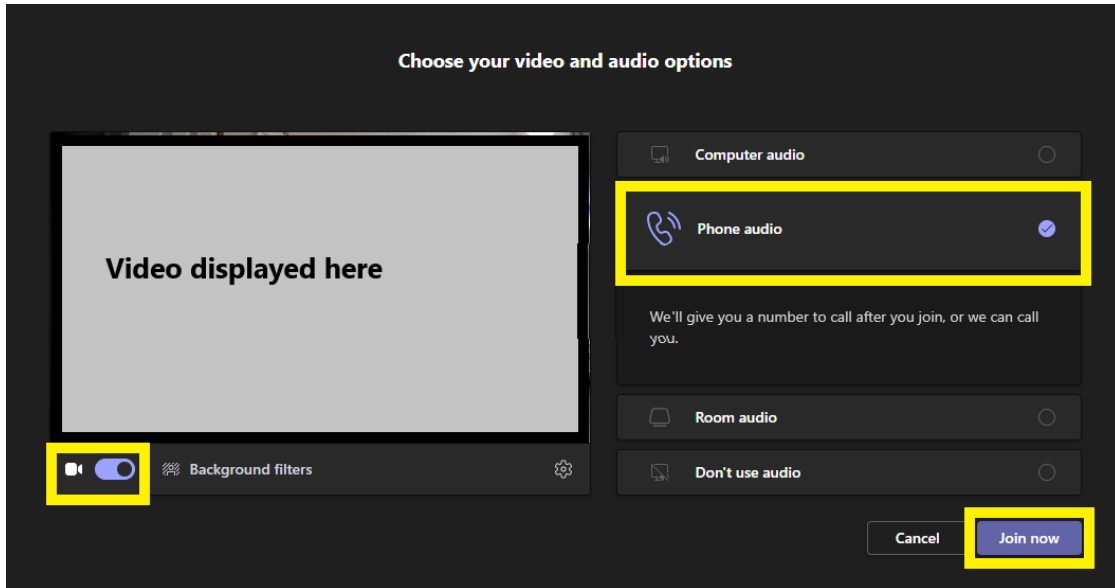 Choose your video and audio options
Video displayed here
Background filters
Computer audio
Phone audio
We'll give you a number to call after you join, or we can call
you.
Room audio
Don't use audio
Cancel
Join now